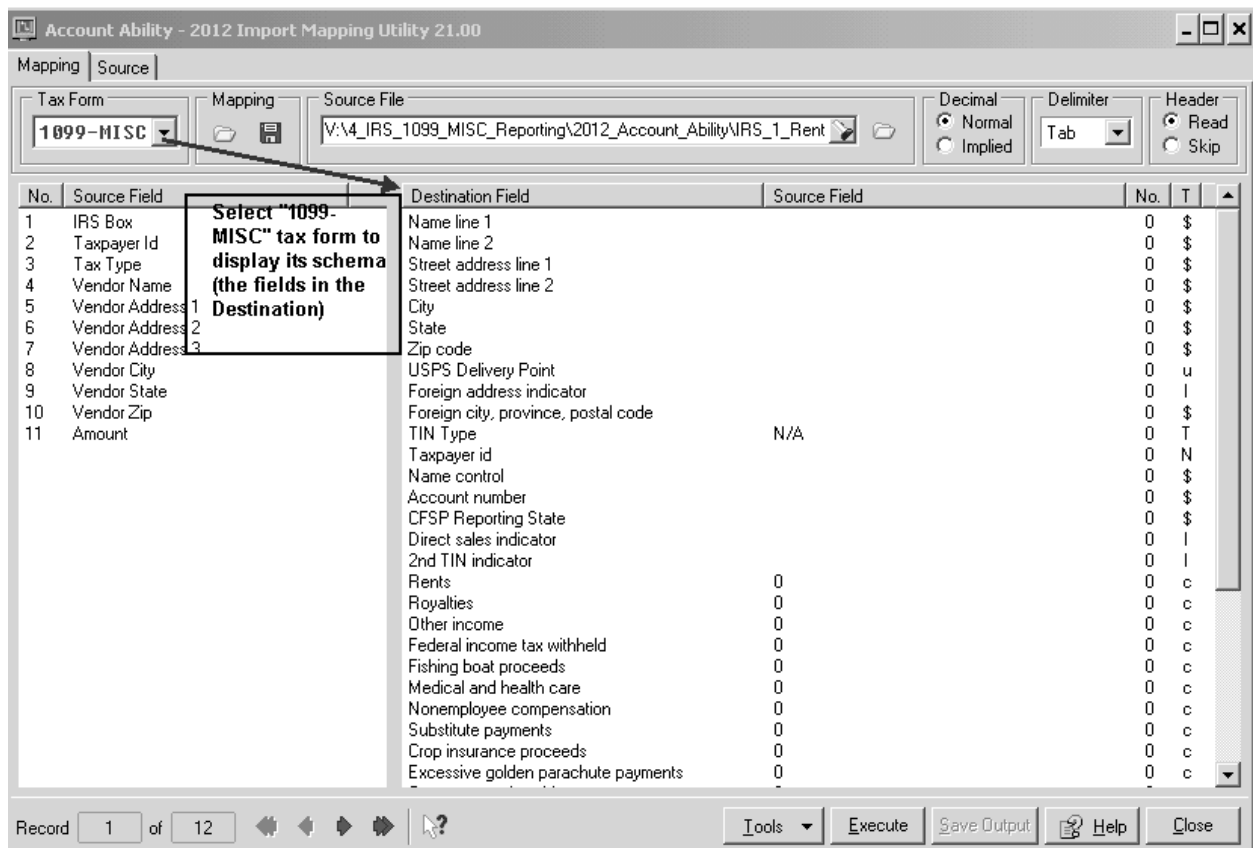 Account Ability - 2012 Import Mapping Utility 21.00
Mapping Source
Tax Form Mapping Source File Decimal Delimiter Header
1099-MISC V:\4_IRS_1099_MISC_Reporting\2012_Account_Ability\IRS_1_Rent Normal Tab Read
Implied Skip
No. Source Field
1 IRS Box
2 Taxpayer Id
3 Tax Type
4 Vendor Name
5 Vendor Address 1
6 Vendor Address 2
7 Vendor Address 3
8 Vendor City
9 Vendor State
10 Vendor Zip
11 Amount
Select "1099-
MISC" tax form to
display its schema
(the fields in the
Destination)
Destination Field Source Field No. T
Name line 1 0 $
Name line 2 0 $
Street address line 1 0 $
Street address line 2 0 $
City 0 $
State 0 $
Zip code 0 $
USPS Delivery Point 0 u
Foreign address indicator 0 I
Foreign city, province, postal code 0 $
TIN Type N/A 0 T
Taxpayer id 0 N
Name control 0 $
Account number 0 $
CFSP Reporting State 0 $
Direct sales indicator 0 I
2nd TIN indicator 0 I
Rents 0 0 c
Royalties 0 0 c
Other income 0 0 c
Federal income tax withheld 0 0 c
Fishing boat proceeds 0 0 c
Medical and health care 0 0 c
Nonemployee compensation 0 0 c
Substitute payments 0 0 c
Crop insurance proceeds 0 0 c
Excessive golden parachute payments 0 0 c
Record 1 of 12 Tools Execute Save Output Help Close